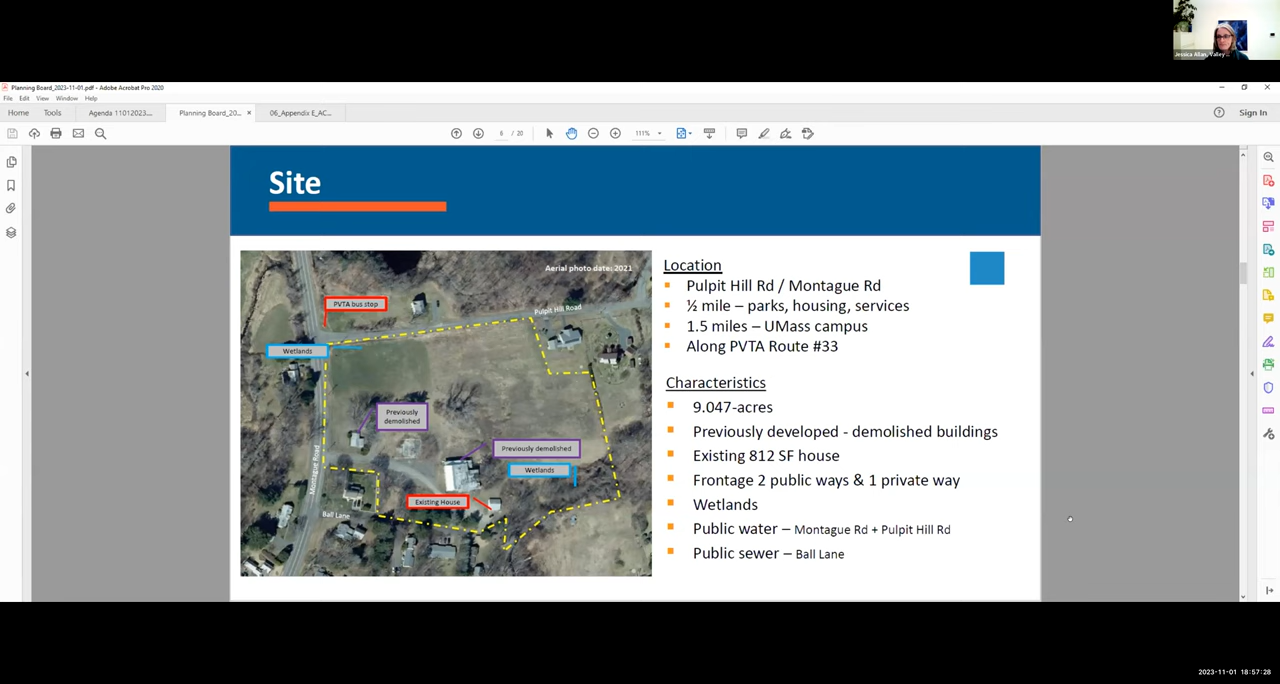 Jessica Allan, Valley
Planning Board_2023-11-01.pdf - Adobe Acrobat Pro 2020
File Edit View Window Help
Home Tools Agenda 11012023.... Planning Board_20... × 06_Appendix E_AC... Sign In
6 / 20 111%
Site
Aerial photo date: 2021
PVTA bus stop
Pulpit Hill Road
Wetlands
Previously
demolished
Previously demolished
Wetlands
Montague Road
Existing House
Ball Lane
Location
Pulpit Hill Rd / Montague Rd
½ mile – parks, housing, services
1.5 miles – UMass campus
Along PVTA Route #33
Characteristics
9.047-acres
Previously developed - demolished buildings
Existing 812 SF house
Frontage 2 public ways & 1 private way
Wetlands
Public water – Montague Rd + Pulpit Hill Rd
Public sewer – Ball Lane
2023-11-01 18:57:28